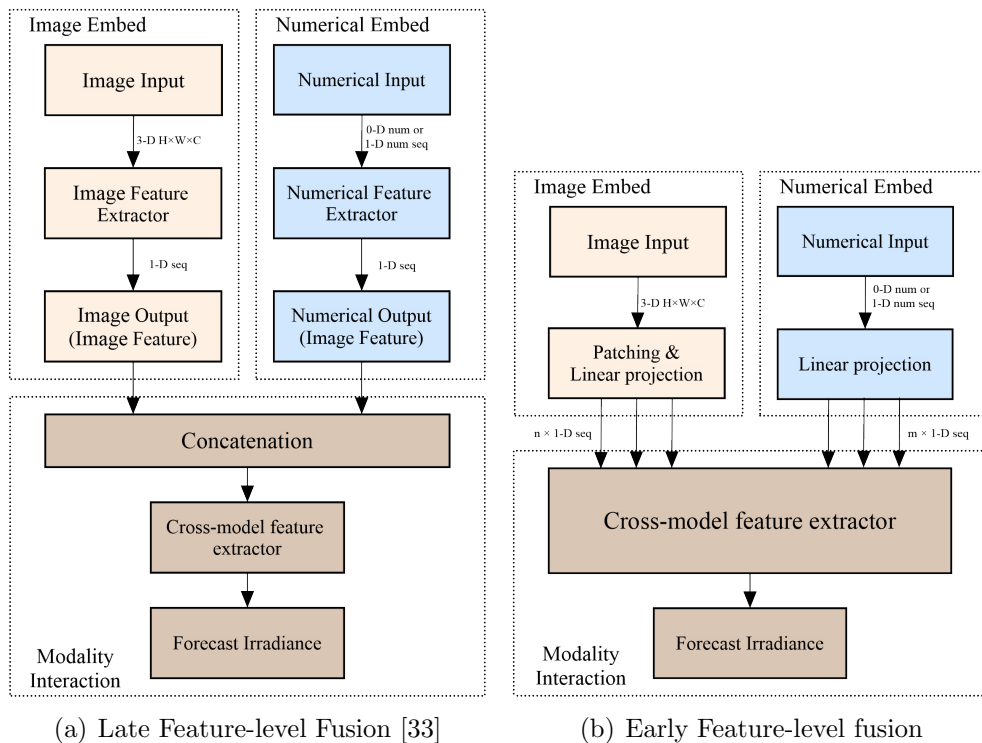 Image Embed
Image Input
3-D H×W×C
Image Feature
Extractor
1-D seq
Image Output
(Image Feature)
Numerical Embed
Numerical Input
0-D num or
1-D num seq
Numerical Feature
Extractor
1-D seq
Numerical Output
(Image Feature)
Concatenation
Cross-model feature
extractor
Forecast Irradiance
Modality
Interaction
(a) Late Feature-level Fusion [33]
Image Embed
Image Input
3-D H×W×C
Patching &
Linear projection
n × 1-D seq
Numerical Embed
Numerical Input
0-D num or
1-D num seq
Linear projection
m × 1-D seq
Cross-model feature extractor
Forecast Irradiance
Modality
Interaction
(b) Early Feature-level fusion